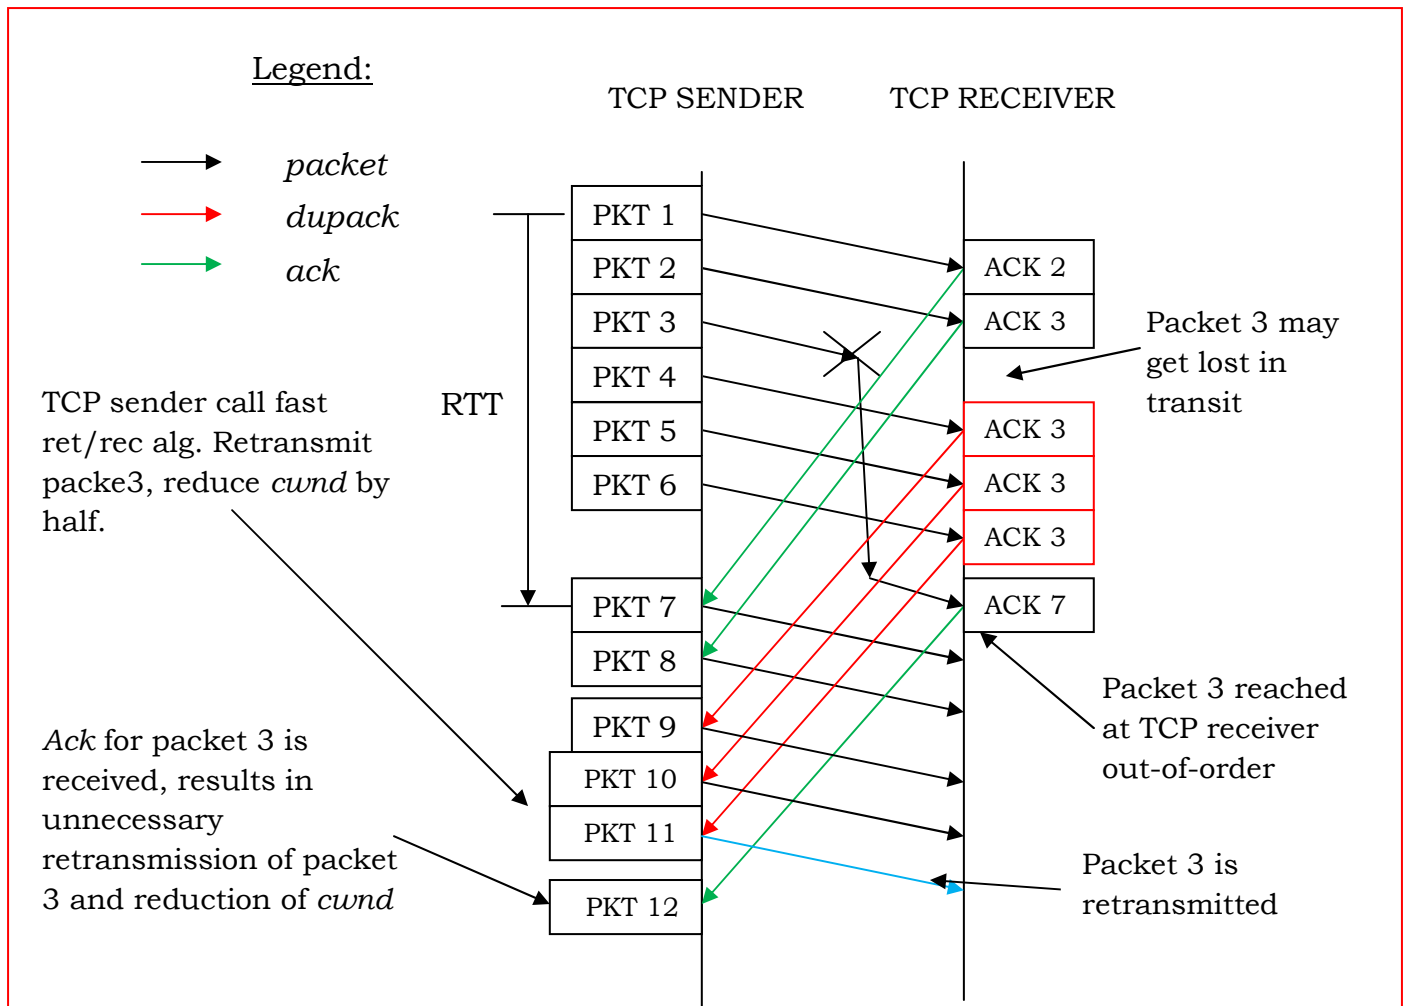 Legend:
TCP SENDER
TCP RECEIVER
packet
dupack
ack
PKT 1
PKT 2
PKT 3
PKT 4
PKT 5
PKT 6
PKT 7
PKT 8
PKT 9
PKT 10
PKT 11
PKT 12
RTT
ACK 2
ACK 3
ACK 3
ACK 3
ACK 3
ACK 7
Packet 3 may
get lost in
transit
TCP sender call fast
ret/rec alg. Retransmit
packe3, reduce cwnd by
half.
Packet 3 reached
at TCP receiver
out-of-order
Ack for packet 3 is
received, results in
unnecessary
retransmission of packet
3 and reduction of cwnd
Packet 3 is
retransmitted